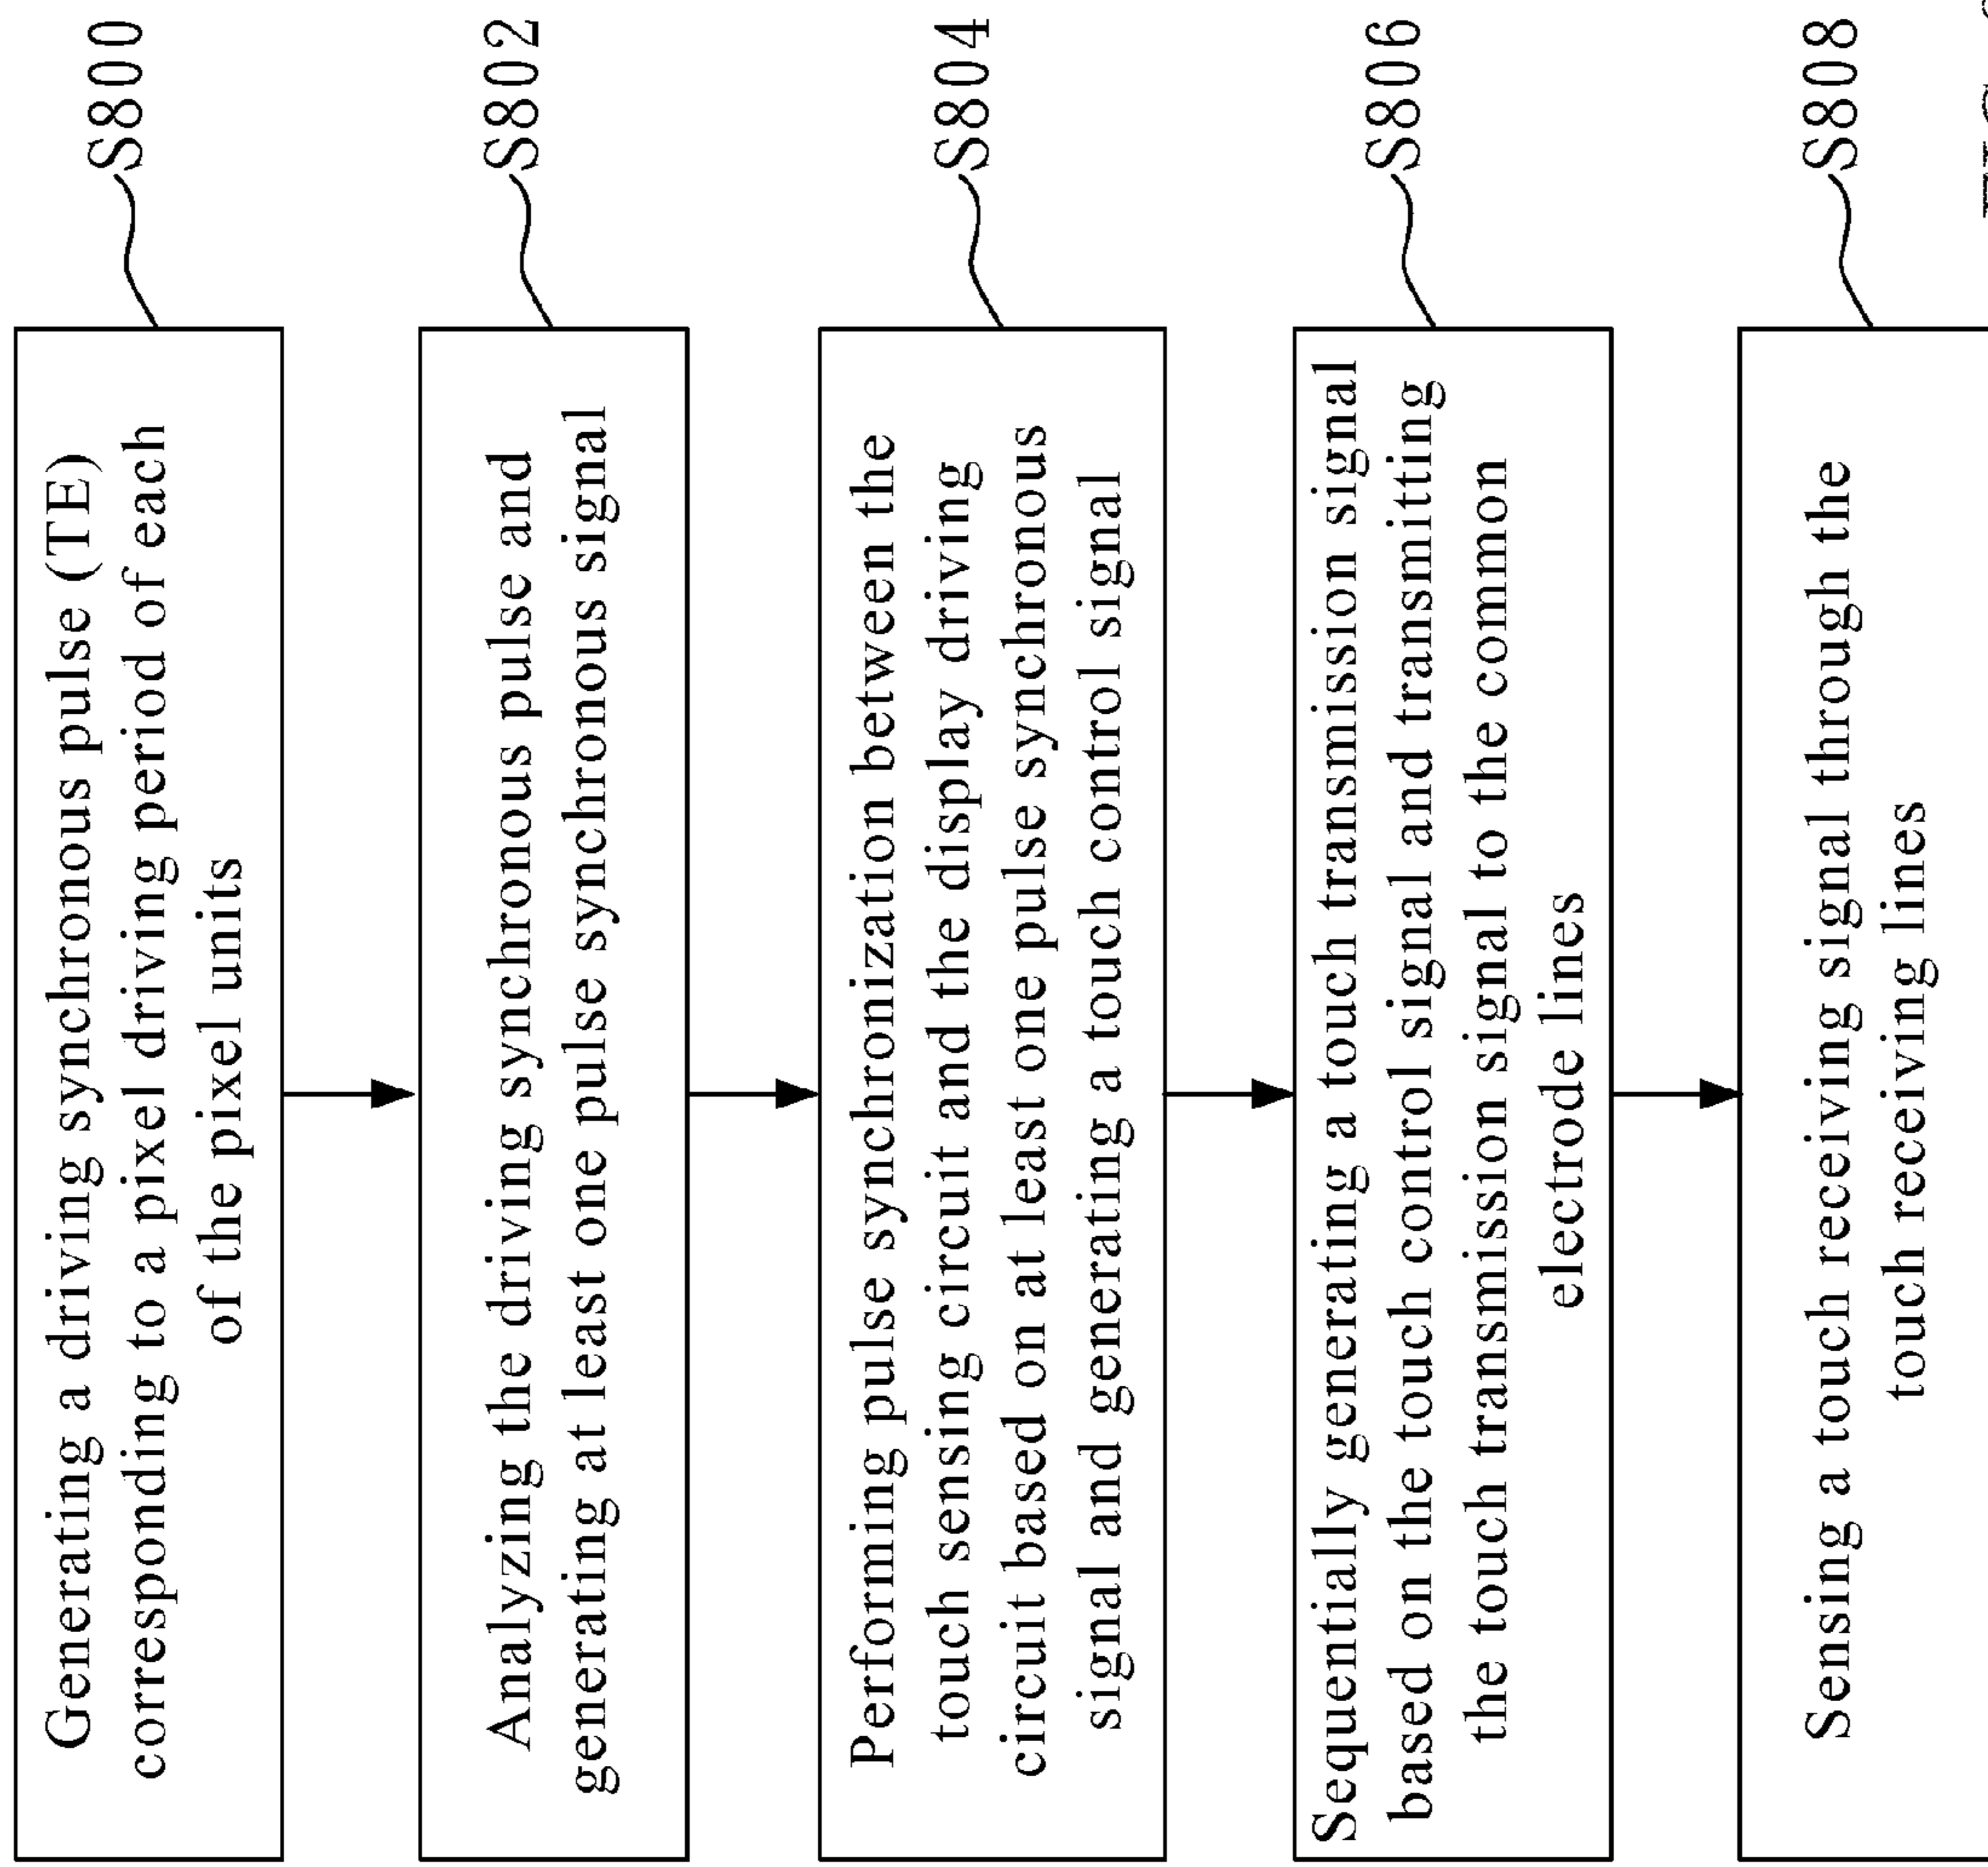 Generating a driving synchronous pulse (TE)
corresponding to a pixel driving period of each
of the pixel units
S800
Analyzing the driving synchronous pulse and
generating at least one pulse synchronous signal
S802
Performing pulse synchronization between the
touch sensing circuit and the display driving
circuit based on at least one pulse synchronous
signal and generating a touch control signal
S804
Sequentially generating a touch transmission signal
based on the touch control signal and transmitting
the touch transmission signal to the common
electrode lines
S806
Sensing a touch receiving signal through the
touch receiving lines
S808